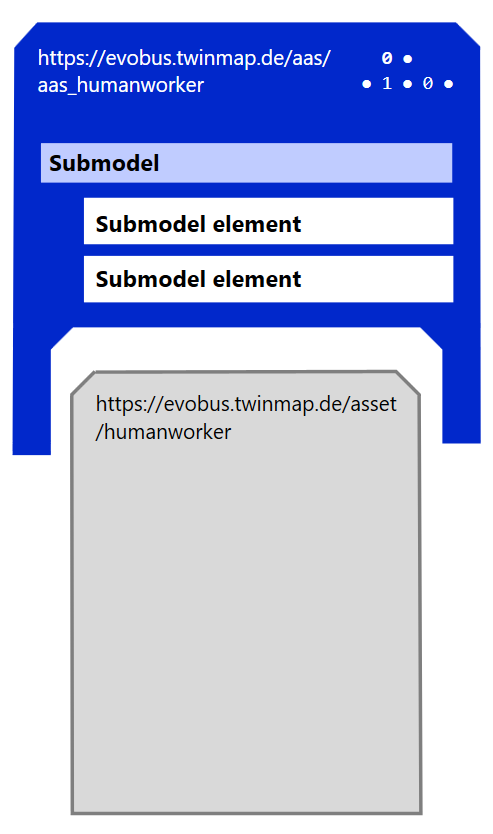 https://evobus.twinmap.de/aas/
aas_humanworker
0 •
• 1 • 0 •
Submodel
Submodel element
Submodel element
https://evobus.twinmap.de/asset
/humanworker